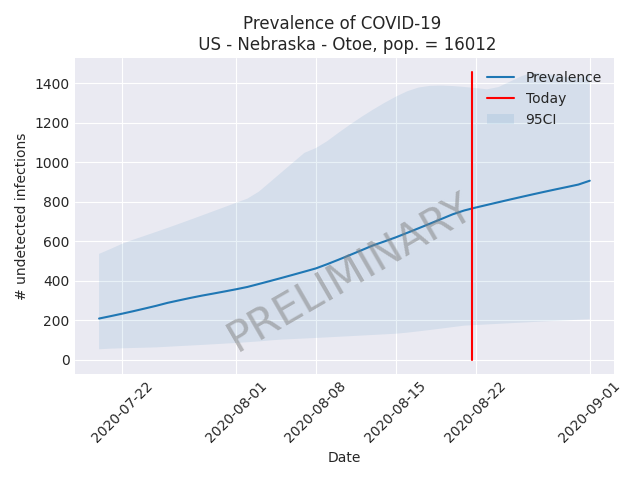 Prevalence of COVID-19
US - Nebraska - Otoe, pop. = 16012
Prevalence
Today
95CI
# undetected infections
1400
1200
1000
800
600
400
200
0
PRELIMINARY
2020-07-22
2020-08-01
2020-08-08
2020-08-15
2020-08-22
2020-09-01
Date